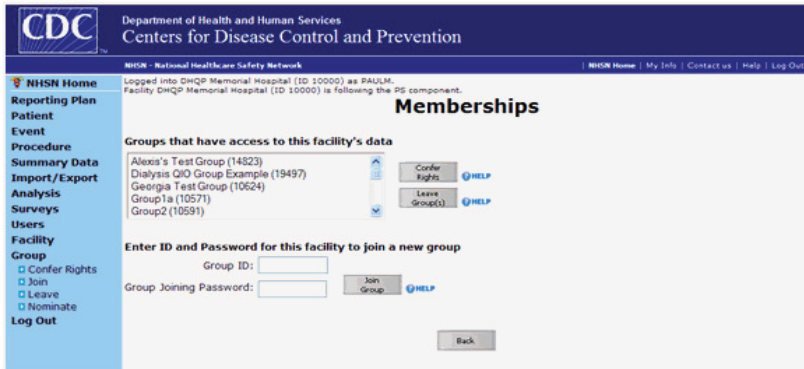 CDC
TM
Department of Health and Human Services
Centers for Disease Control and Prevention
NHSN - National Healthcare Safety Network
| NHSN Home | My Info | Contact us | Help | Log Out
NHSN Home
Logged into DHQP Memorial Hospital (ID 10000) as PAULM.
Facility DHQP Memorial Hospital (ID 10000) is following the PS component.
Reporting Plan
Patient
Event
Procedure
Summary Data
Import/Export
Analysis
Surveys
Users
Facility
Group
Confer Rights
Join
Leave
Nominate
Log Out
Memberships
Groups that have access to this facility's data
Alexis's Test Group (14823)
Dialysis QIO Group Example (19497)
Georgia Test Group (10624)
Group1a (10571)
Group2 (10591)
Confer
Rights
HELP
Leave
Group(s)
HELP
Enter ID and Password for this facility to join a new group
Group ID:
Group Joining Password:
Join
Group
HELP
Back